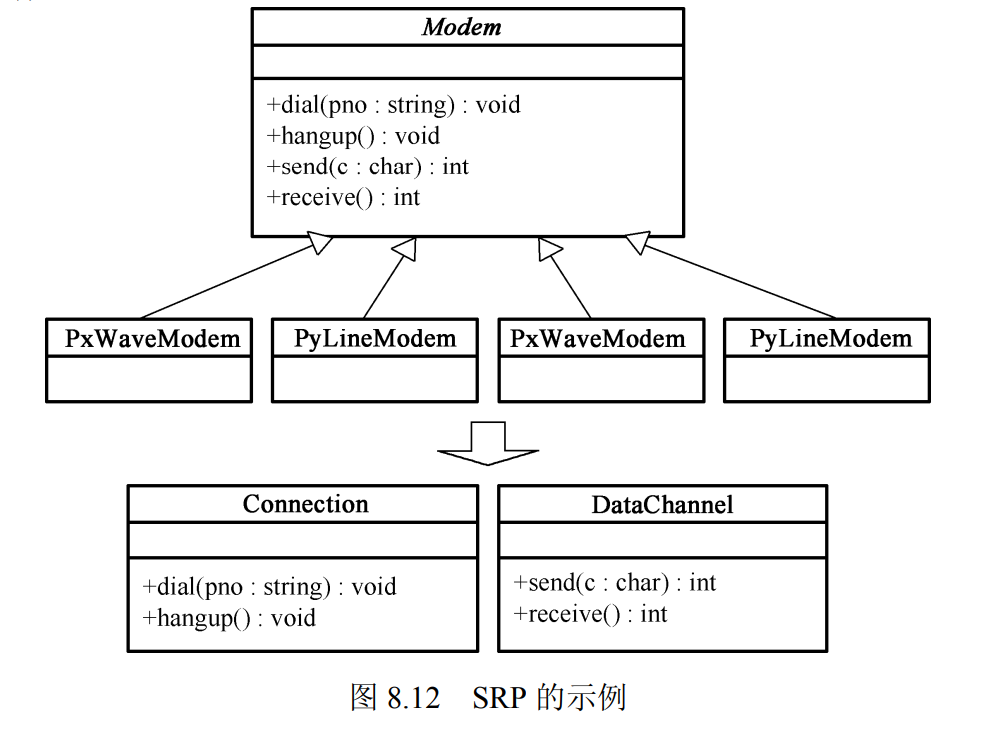 Modem
+dial(pno : string) : void
+hangup() : void
+send(c : char) : int
+receive() : int
PxWaveModem
PyLineModem
PxWaveModem
PyLineModem
Connection
+dial(pno : string) : void
+hangup() : void
DataChannel
+send(c : char) : int
+receive() : int
图 8.12 SRP 的示例